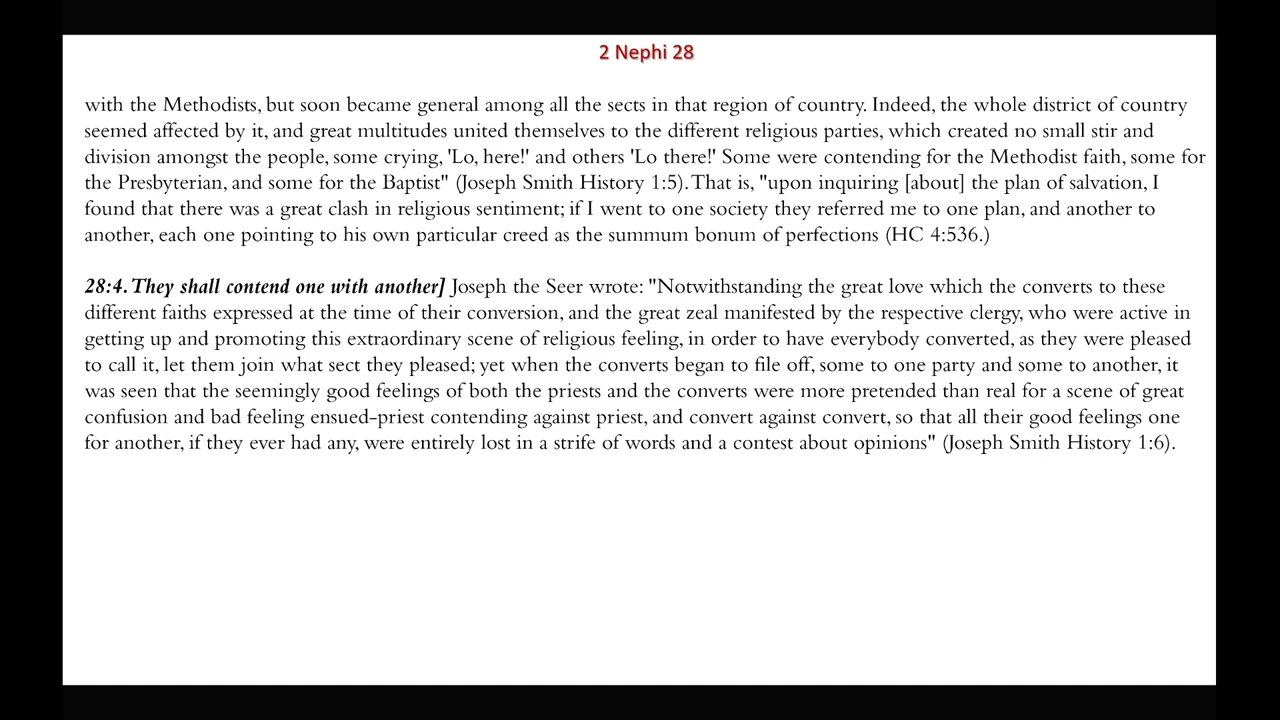 2 Nephi 28
with the Methodists, but soon became general among all the sects in that region of country. Indeed, the whole district of country
seemed affected by it, and great multitudes united themselves to the different religious parties, which created no small stir and
division amongst the people, some crying, 'Lo, here!' and others 'Lo there!' Some were contending for the Methodist faith, some for
the Presbyterian, and some for the Baptist" (Joseph Smith History 1:5). That is, "upon inquiring [about] the plan of salvation, I
found that there was a great clash in religious sentiment; if I went to one society they referred me to one plan, and another to
another, each one pointing to his own particular creed as the summum bonum of perfections (HC 4:536.)
28:4. They shall contend one with another] Joseph the Seer wrote: "Notwithstanding the great love which the converts to these
different faiths expressed at the time of their conversion, and the great zeal manifested by the respective clergy, who were active in
getting up and promoting this extraordinary scene of religious feeling, in order to have everybody converted, as they were pleased
to call it, let them join what sect they pleased; yet when the converts began to file off, some to one party and some to another, it
was seen that the seemingly good feelings of both the priests and the converts were more pretended than real for a scene of great
confusion and bad feeling ensued-priest contending against priest, and convert against convert, so that all their good feelings one
for another, if they ever had any, were entirely lost in a strife of words and a contest about opinions" (Joseph Smith History 1:6).